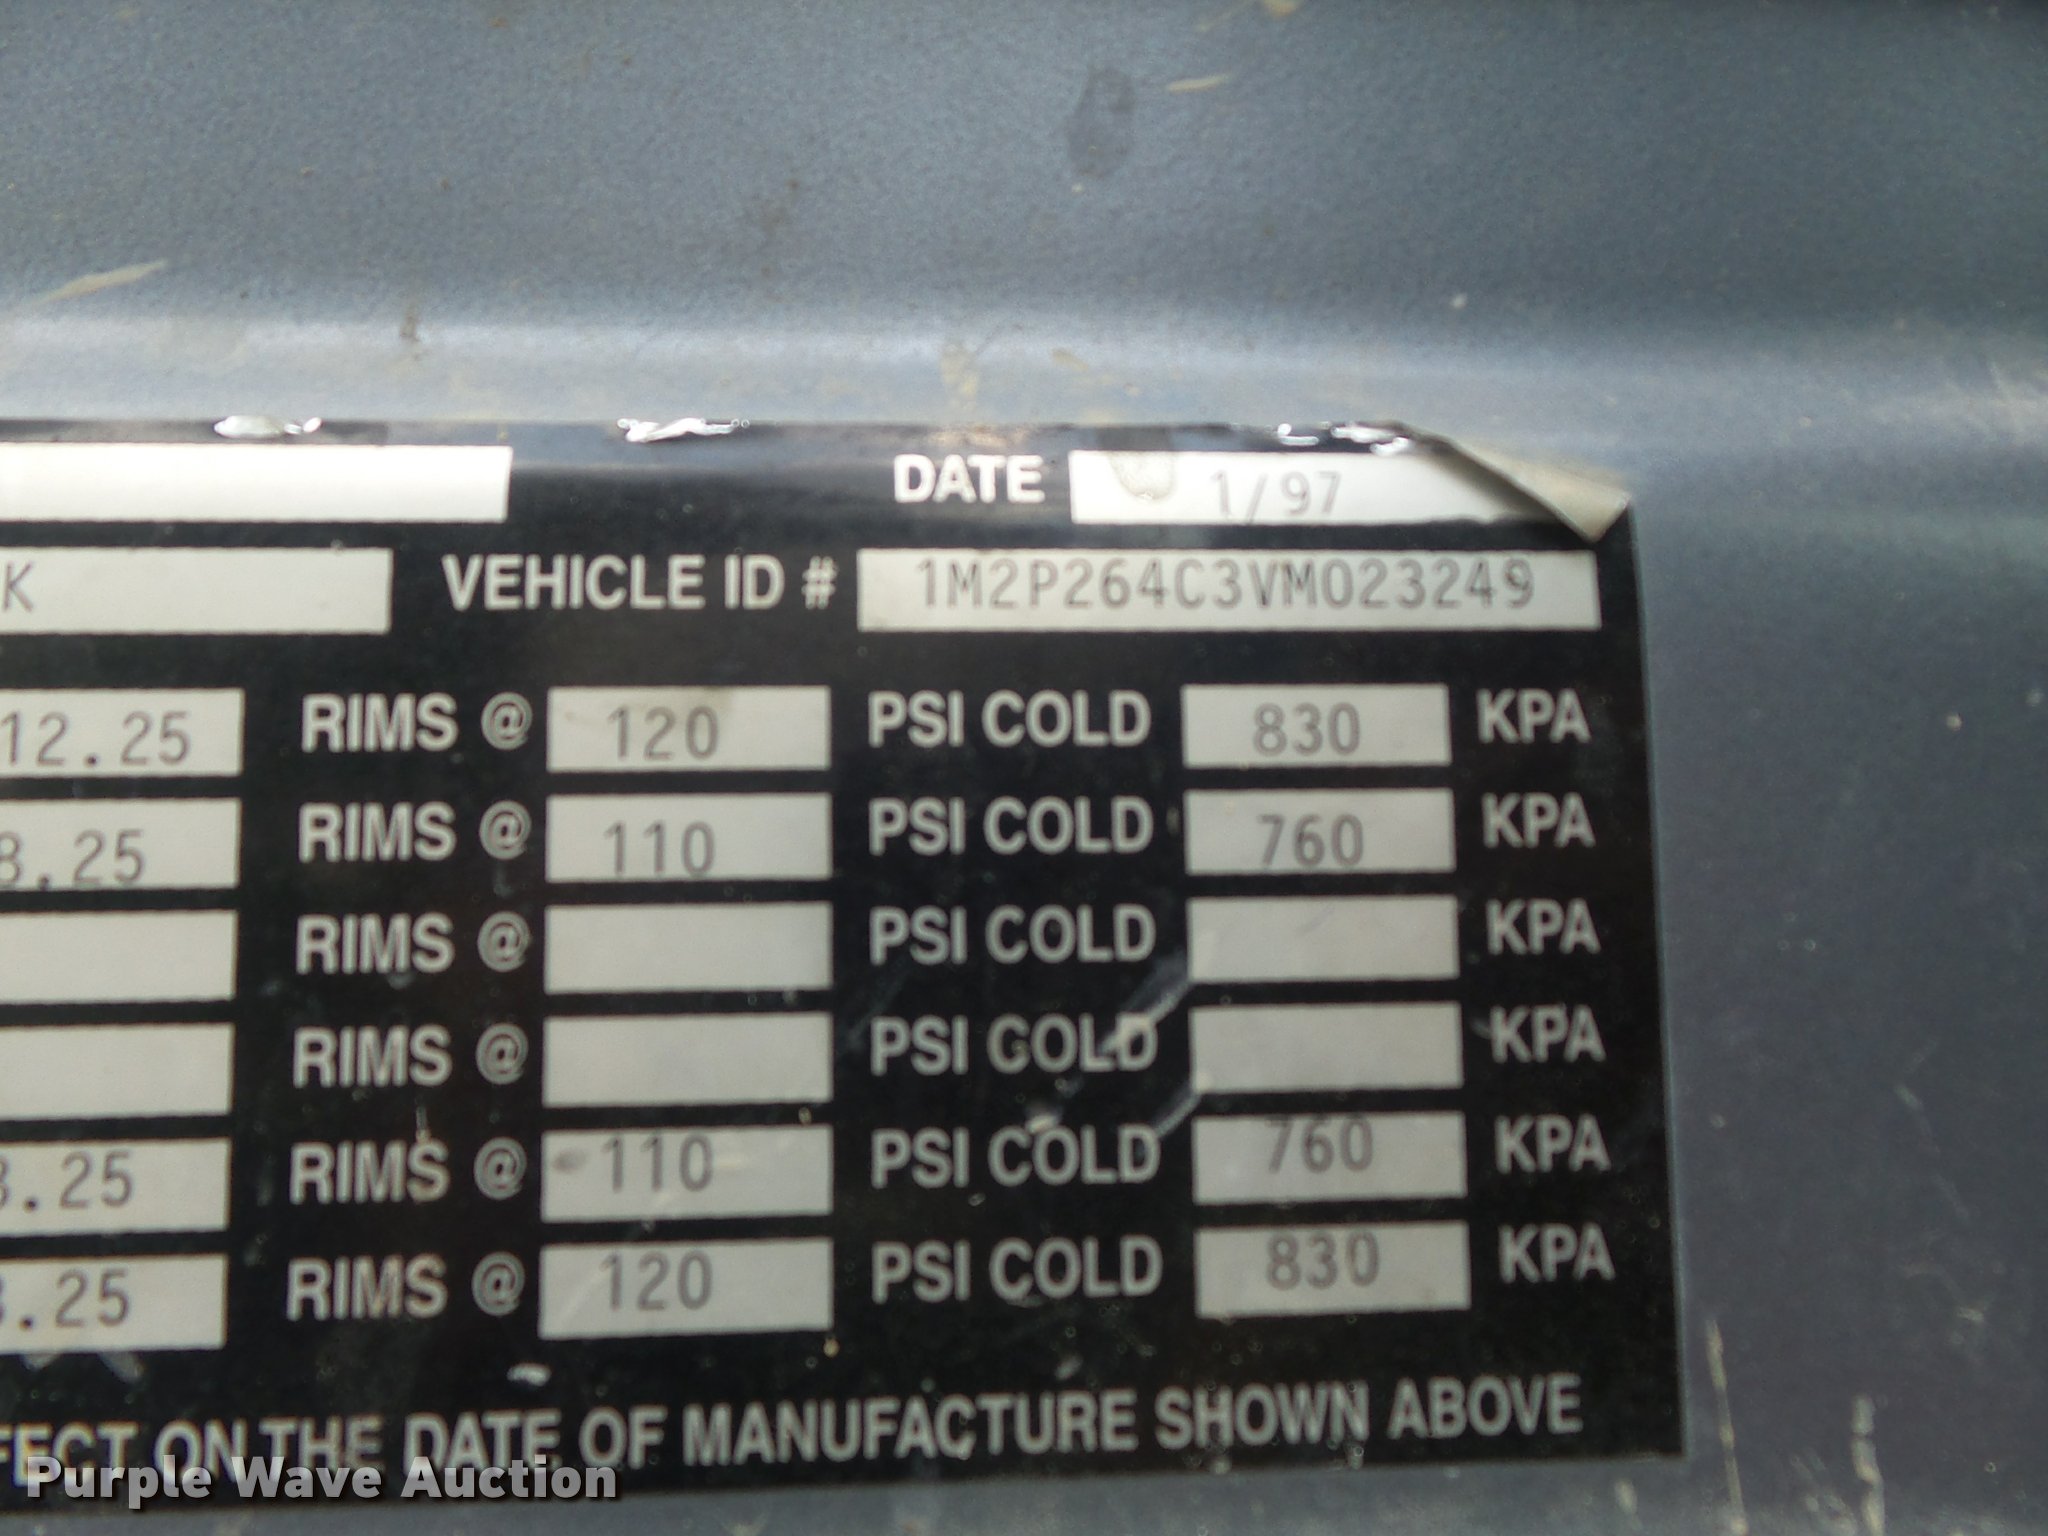 DATE 1/97
K VEHICLE ID # 1M2P264C3VM023249
12.25 RIMS @ 120 PSI COLD 830 KPA
8.25 RIMS @ 110 PSI COLD 760 KPA
RIMS @ PSI COLD KPA
RIMS @ PSI COLD KPA
8.25 RIMS @ 110 PSI COLD 760 KPA
8.25 RIMS @ 120 PSI COLD 830 KPA
FECT ON THE DATE OF MANUFACTURE SHOWN ABOVE
Purple Wave Auction